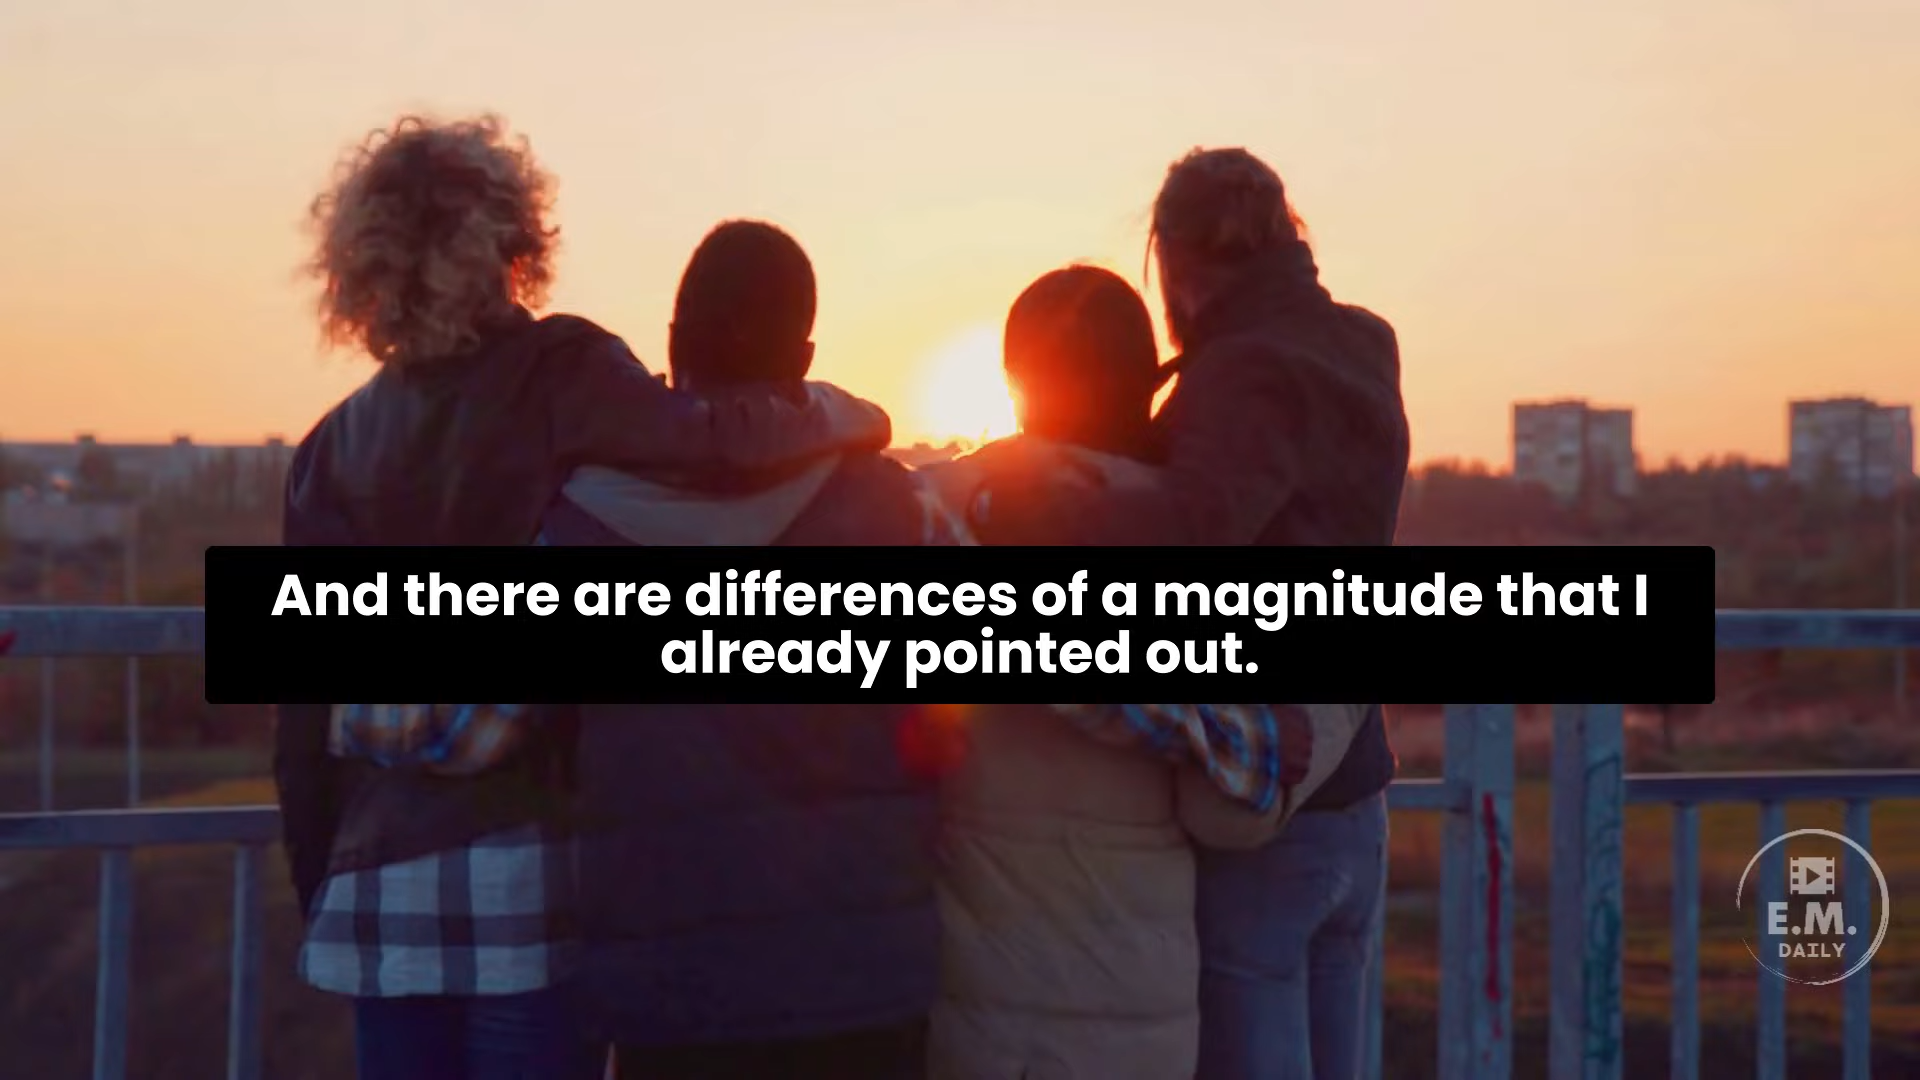 And there are differences of a magnitude that I
already pointed out.
E.M.
DAILY